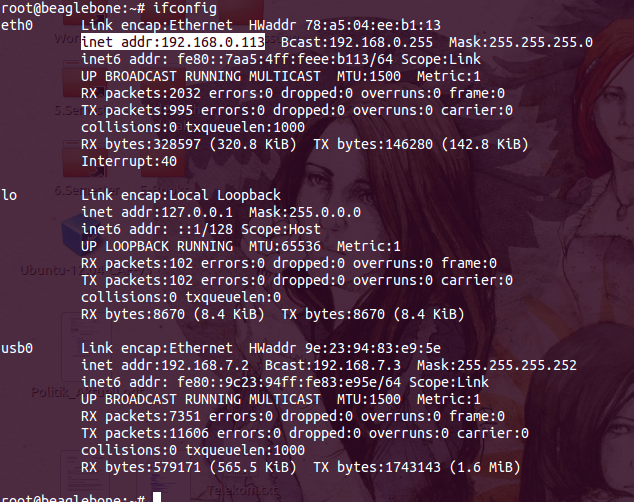 root@beaglebone:~# ifconfig
eth0      Link encap:Ethernet  HWaddr 78:a5:04:ee:b1:13
          inet addr:192.168.0.113  Bcast:192.168.0.255  Mask:255.255.255.0
          inet6 addr: fe80::7aa5:4ff:feee:b113/64 Scope:Link
          UP BROADCAST RUNNING MULTICAST  MTU:1500  Metric:1
          RX packets:2032 errors:0 dropped:0 overruns:0 frame:0
          TX packets:995 errors:0 dropped:0 overruns:0 carrier:0
          collisions:0 txqueuelen:1000
          RX bytes:328597 (320.8 KiB)  TX bytes:146280 (142.8 KiB)
          Interrupt:40
lo        Link encap:Local Loopback
          inet addr:127.0.0.1  Mask:255.0.0.0
          inet6 addr: ::1/128 Scope:Host
          UP LOOPBACK RUNNING  MTU:65536  Metric:1
          RX packets:102 errors:0 dropped:0 overruns:0 frame:0
          TX packets:102 errors:0 dropped:0 overruns:0 carrier:0
          collisions:0 txqueuelen:0
          RX bytes:8670 (8.4 KiB)  TX bytes:8670 (8.4 KiB)
usb0      Link encap:Ethernet  HWaddr 9e:23:94:83:e9:5e
          inet addr:192.168.7.2  Bcast:192.168.7.3  Mask:255.255.255.252
          inet6 addr: fe80::9c23:94ff:fe83:e95e/64 Scope:Link
          UP BROADCAST RUNNING MULTICAST  MTU:1500  Metric:1
          RX packets:7351 errors:0 dropped:0 overruns:0 frame:0
          TX packets:11606 errors:0 dropped:0 overruns:0 carrier:0
          collisions:0 txqueuelen:1000
          RX bytes:579171 (565.5 KiB)  TX bytes:1743143 (1.6 MiB)
root@beaglebone:~#
Telekom.txt